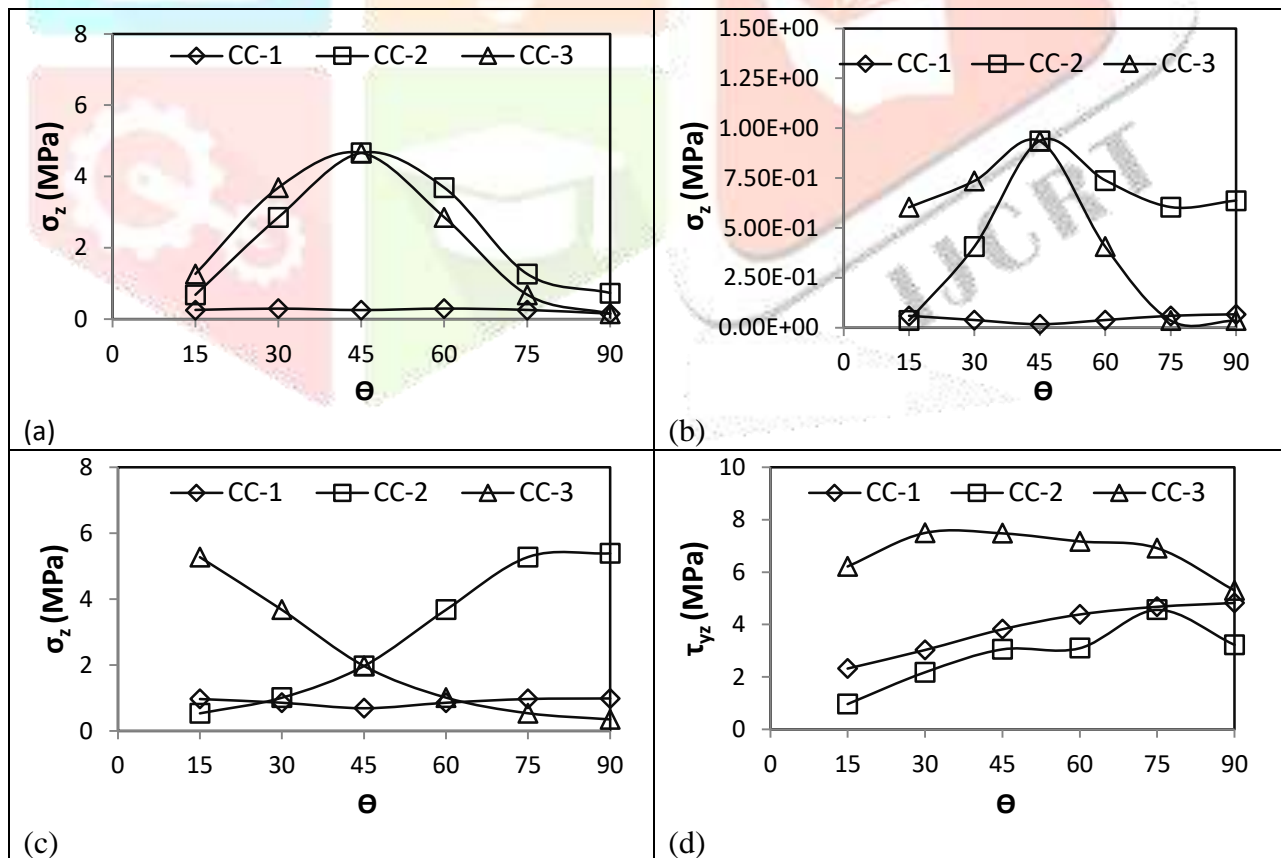 8
6
4
2
0
σz (MPa)
CC-1 CC-2 CC-3
0 15 30 45 60 75 90
Ɵ
(a)
1.50E+00
1.25E+00
1.00E+00
7.50E-01
5.00E-01
2.50E-01
0.00E+00
σz (MPa)
CC-1 CC-2 CC-3
0 15 30 45 60 75 90
Ɵ
(b)
IJCRT
8
6
4
2
0
σz (MPa)
CC-1 CC-2 CC-3
0 15 30 45 60 75 90
Ɵ
(c)
10
8
6
4
2
0
τyz (MPa)
CC-1 CC-2 CC-3
0 15 30 45 60 75 90
Ɵ
(d)